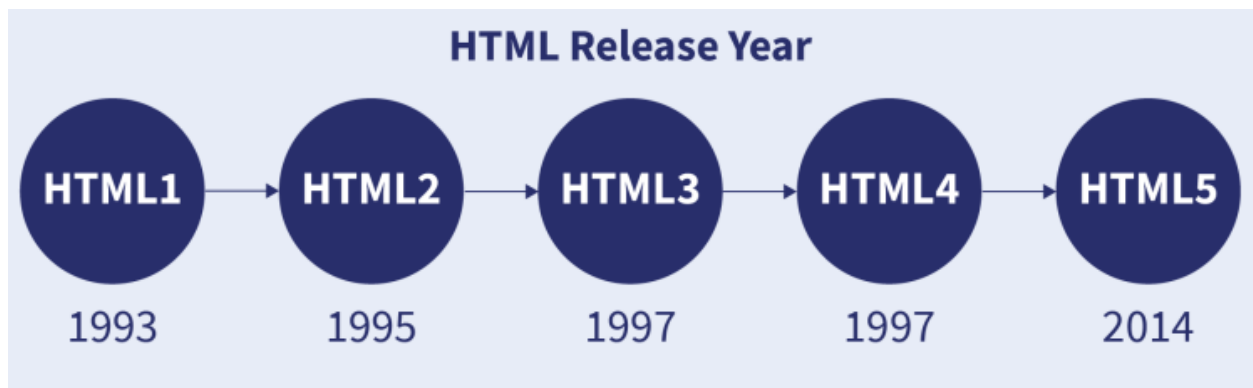 HTML Release Year
HTML1 HTML2 HTML3 HTML4 HTML5
1993 1995 1997 1997 2014